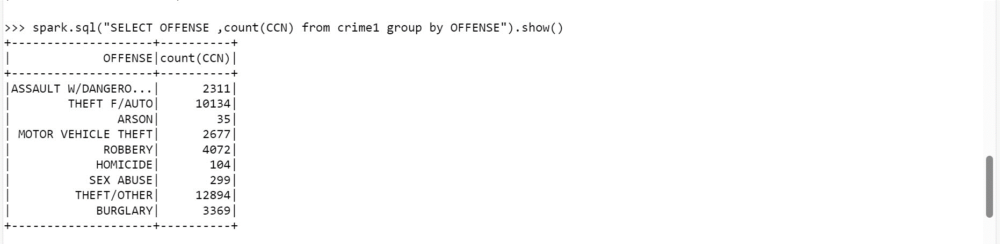 >>> spark.sql("SELECT OFFENSE ,count(CCN) from crime1 group by OFFENSE").show()
+--------------------+----------+
|             OFFENSE|count(CCN)|
+--------------------+----------+
|ASSAULT W/DANGERO...|      2311|
|        THEFT F/AUTO|     10134|
|               ARSON|        35|
| MOTOR VEHICLE THEFT|      2677|
|             ROBBERY|      4072|
|            HOMICIDE|       104|
|           SEX ABUSE|       299|
|         THEFT/OTHER|     12894|
|            BURGLARY|      3369|
+--------------------+----------+